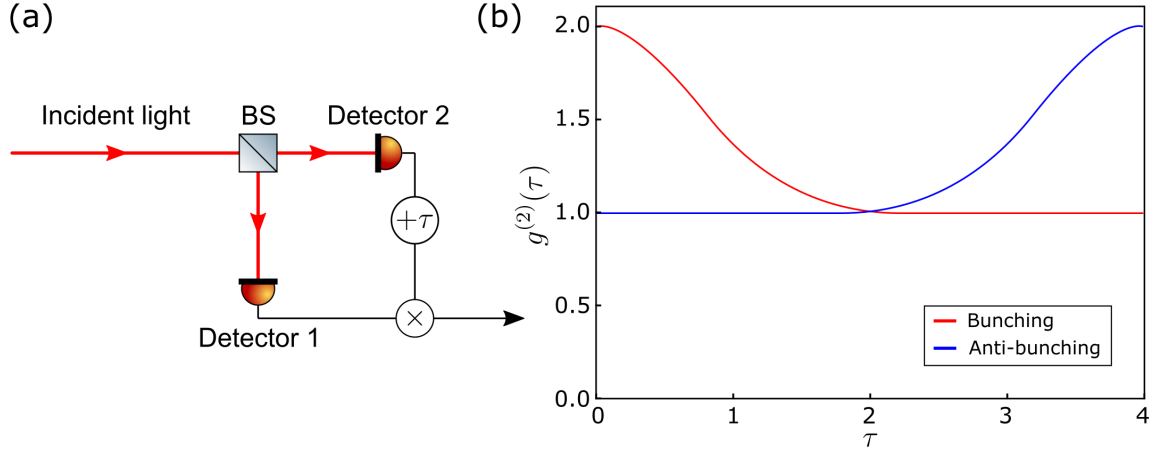 (a)
Incident light
BS
Detector 2
+τ
×
Detector 1
(b)
g⁽²⁾(τ)
2.0
1.5
1.0
0.5
0.0
0
1
2
3
4
τ
Bunching
Anti-bunching